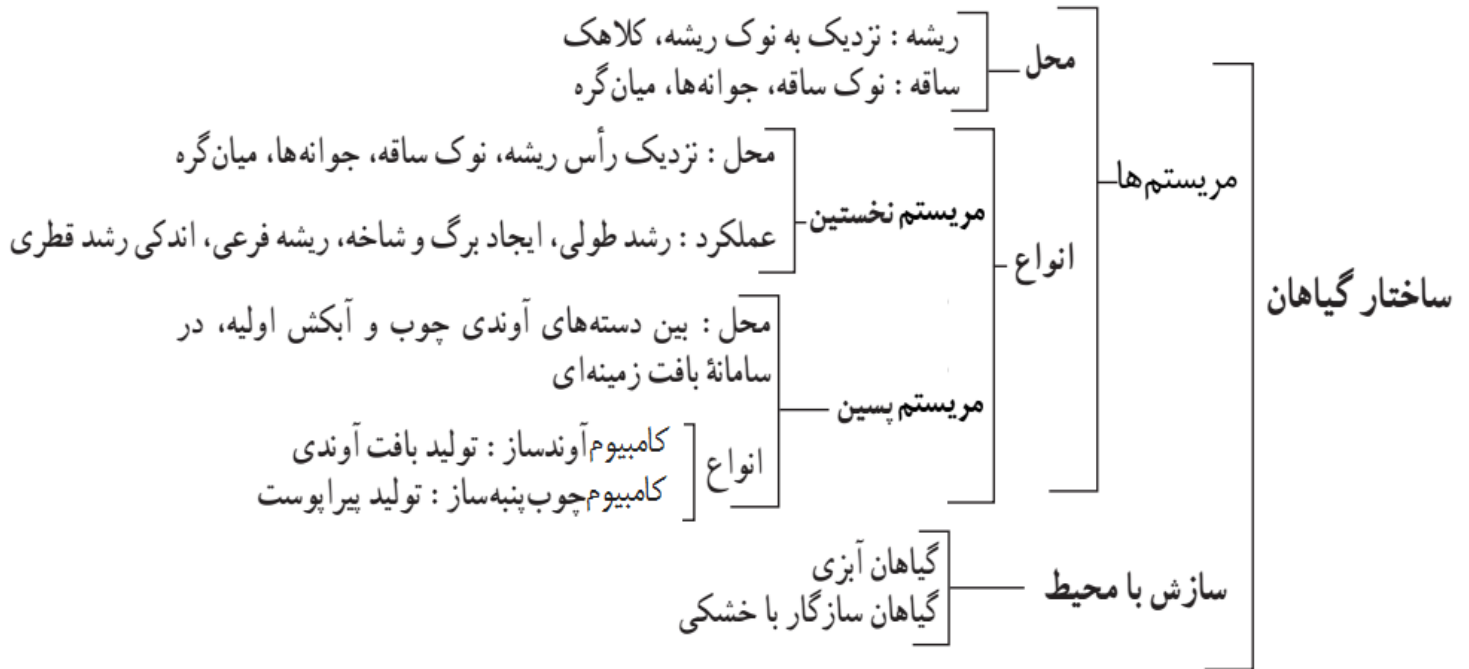 ساختار گیاهان
مریستم‌ها
محل
ریشه : نزدیک به نوک ریشه، کلاهک
ساقه : نوک ساقه، جوانه‌ها، میان‌گره
انواع
مریستم نخستین
محل : نزدیک رأس ریشه، نوک ساقه، جوانه‌ها، میان‌گره
عملکرد : رشد طولی، ایجاد برگ و شاخه، ریشه فرعی، اندکی رشد قطری
مریستم پسین
محل : بین دسته‌های آوندی چوب و آبکش اولیه، در
سامانۀ بافت زمینه‌ای
انواع
کامبیوم آوندساز : تولید بافت آوندی
کامبیوم چوب‌پنبه‌ساز : تولید پیراپوست
سازش با محیط
گیاهان آبزی
گیاهان سازگار با خشکی